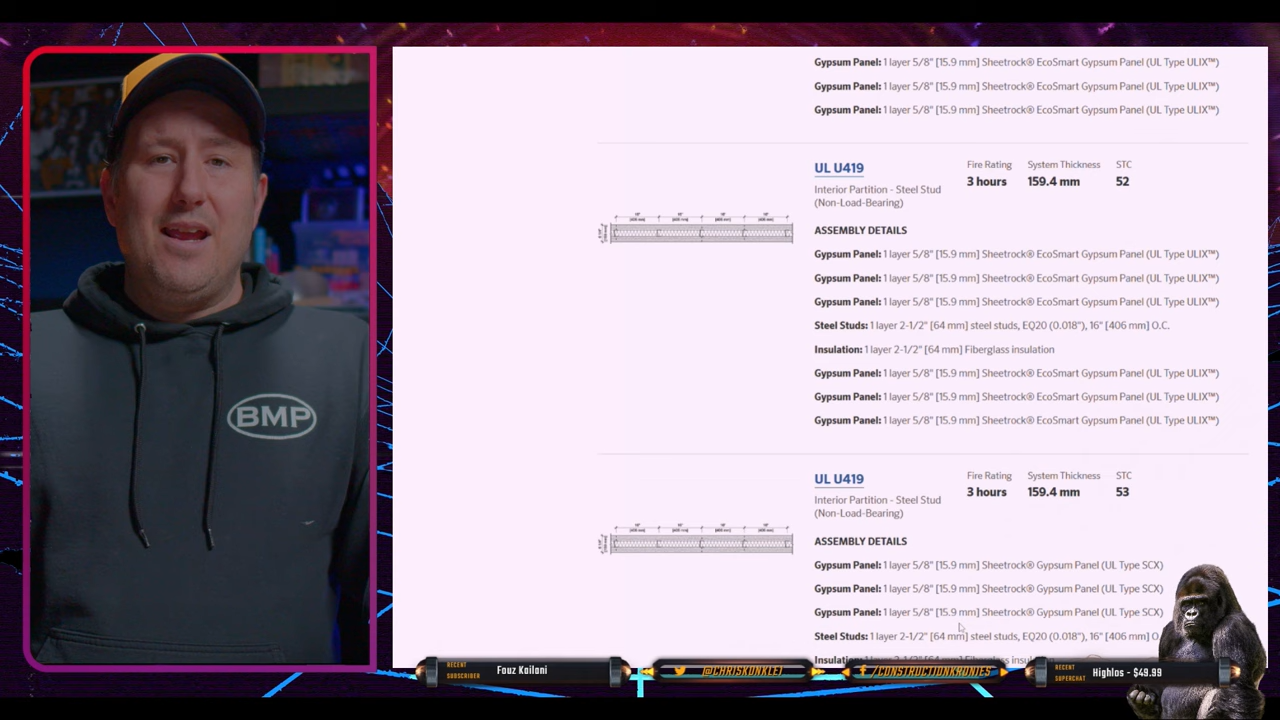 BMP
Gypsum Panel: 1 layer 5/8" [15.9 mm] Sheetrock® EcoSmart Gypsum Panel (UL Type ULIX™)
Gypsum Panel: 1 layer 5/8" [15.9 mm] Sheetrock® EcoSmart Gypsum Panel (UL Type ULIX™)
Gypsum Panel: 1 layer 5/8" [15.9 mm] Sheetrock® EcoSmart Gypsum Panel (UL Type ULIX™)
UL U419
Interior Partition - Steel Stud
(Non-Load-Bearing)
Fire Rating
3 hours
System Thickness
159.4 mm
STC
52
ASSEMBLY DETAILS
Gypsum Panel: 1 layer 5/8" [15.9 mm] Sheetrock® EcoSmart Gypsum Panel (UL Type ULIX™)
Gypsum Panel: 1 layer 5/8" [15.9 mm] Sheetrock® EcoSmart Gypsum Panel (UL Type ULIX™)
Gypsum Panel: 1 layer 5/8" [15.9 mm] Sheetrock® EcoSmart Gypsum Panel (UL Type ULIX™)
Steel Studs: 1 layer 2-1/2" [64 mm] steel studs, EQ20 (0.018"), 16" [406 mm] O.C.
Insulation: 1 layer 2-1/2" [64 mm] Fiberglass insulation
Gypsum Panel: 1 layer 5/8" [15.9 mm] Sheetrock® EcoSmart Gypsum Panel (UL Type ULIX™)
Gypsum Panel: 1 layer 5/8" [15.9 mm] Sheetrock® EcoSmart Gypsum Panel (UL Type ULIX™)
Gypsum Panel: 1 layer 5/8" [15.9 mm] Sheetrock® EcoSmart Gypsum Panel (UL Type ULIX™)
UL U419
Interior Partition - Steel Stud
(Non-Load-Bearing)
Fire Rating
3 hours
System Thickness
159.4 mm
STC
53
ASSEMBLY DETAILS
Gypsum Panel: 1 layer 5/8" [15.9 mm] Sheetrock® Gypsum Panel (UL Type SCX)
Gypsum Panel: 1 layer 5/8" [15.9 mm] Sheetrock® Gypsum Panel (UL Type SCX)
Gypsum Panel: 1 layer 5/8" [15.9 mm] Sheetrock® Gypsum Panel (UL Type SCX)
Steel Studs: 1 layer 2-1/2" [64 mm] steel studs, EQ20 (0.018"), 16" [406 mm] O
Insulation:
RECENT
SUBSCRIBER
Fouz Kailani
@CHRISKONKLE1
/CONSTRUCTIONKRONIES
RECENT
SUPERCHAT
Highlos - $49.99